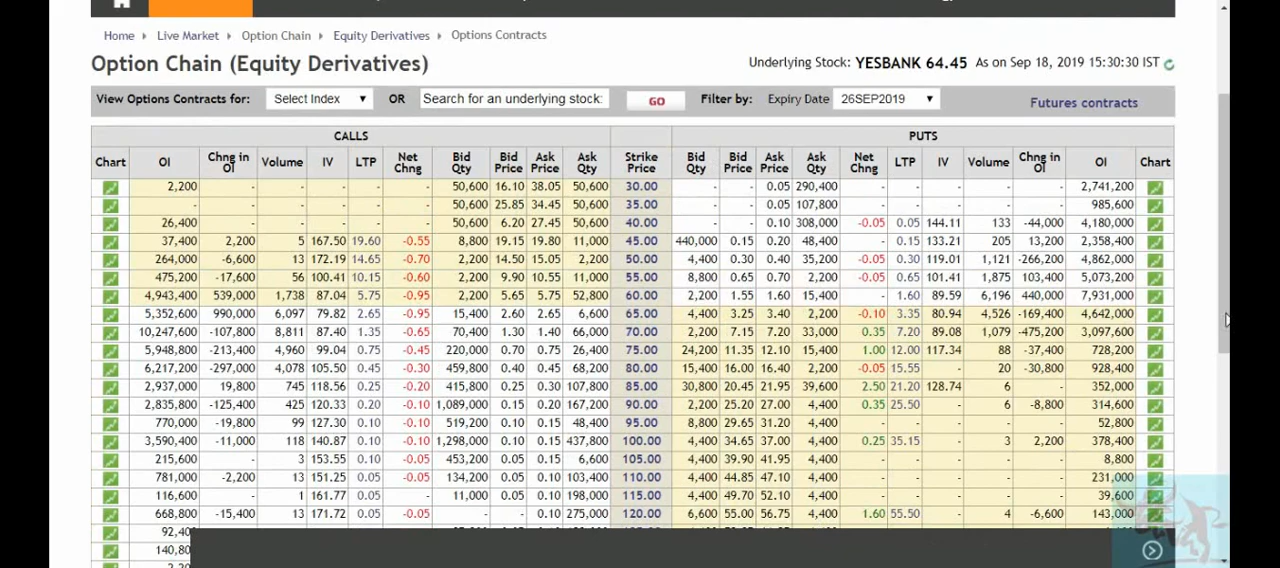 Home Live Market Option Chain Equity Derivatives Options Contracts
Option Chain (Equity Derivatives)
Underlying Stock: YESBANK 64.45 As on Sep 18, 2019 15:30:30 IST
View Options Contracts for: Select Index OR Search for an underlying stock: GO Filter by: Expiry Date 26SEP2019 Futures contracts
CALLS PUTS
Chart OI Chng in OI Volume IV LTP Net Chng Bid Qty Bid Price Ask Price Ask Qty Strike Price Bid Qty Bid Price Ask Price Ask Qty Net Chng LTP IV Volume Chng in OI OI Chart
2,200 - - - - - 50,600 16.10 38.05 50,600 30.00 - - 0.05 290,400 - - - - - 2,741,200
- - - - - - 50,600 25.85 34.45 50,600 35.00 - - 0.05 107,800 - - - - - 985,600
26,400 - - - - - 50,600 6.20 27.45 50,600 40.00 - - 0.10 308,000 -0.05 0.05 144.11 133 -44,000 4,180,000
37,400 2,200 5 167.50 19.60 -0.55 8,800 19.15 19.80 11,000 45.00 440,000 0.15 0.20 48,400 - 0.15 133.21 205 13,200 2,358,400
264,000 -6,600 13 172.19 14.65 -0.70 2,200 14.50 15.05 2,200 50.00 4,400 0.30 0.40 35,200 -0.05 0.30 119.01 1,121 -266,200 4,862,000
475,200 -17,600 56 100.41 10.15 -0.60 2,200 9.90 10.55 11,000 55.00 8,800 0.65 0.70 2,200 -0.05 0.65 101.41 1,875 103,400 5,073,200
4,943,400 539,000 1,738 87.04 5.75 -0.95 2,200 5.65 5.75 52,800 60.00 2,200 1.55 1.60 15,400 - 1.60 89.59 6,196 440,000 7,931,000
5,352,600 990,000 6,097 79.82 2.65 -0.95 15,400 2.60 2.65 6,600 65.00 4,400 3.25 3.40 2,200 -0.10 3.35 80.94 4,526 -169,400 4,642,000
10,247,600 -107,800 8,811 87.40 1.35 -0.65 70,400 1.30 1.40 66,000 70.00 2,200 7.15 7.20 33,000 0.35 7.20 89.08 1,079 -475,200 3,097,600
5,948,800 -213,400 4,960 99.04 0.75 -0.45 220,000 0.70 0.75 26,400 75.00 24,200 11.35 12.10 15,400 1.00 12.00 117.34 88 -37,400 728,200
6,217,200 -297,000 4,078 105.50 0.45 -0.30 459,800 0.40 0.45 68,200 80.00 15,400 16.00 16.40 2,200 -0.05 15.55 - 20 -30,800 928,400
2,937,000 19,800 745 118.56 0.25 -0.20 415,800 0.25 0.30 107,800 85.00 30,800 20.45 21.95 39,600 2.50 21.20 128.74 6 - 352,000
2,835,800 -125,400 425 120.33 0.20 -0.10 1,089,000 0.15 0.20 167,200 90.00 2,200 25.20 27.00 4,400 0.35 25.50 - 6 -8,800 314,600
770,000 -19,800 99 127.30 0.10 -0.10 519,200 0.10 0.15 48,400 95.00 8,800 29.65 31.20 4,400 - - - - - 52,800
3,590,400 -11,000 118 140.87 0.10 -0.10 1,298,000 0.10 0.15 437,800 100.00 4,400 34.65 37.00 4,400 0.25 35.15 - 3 2,200 378,400
215,600 - 3 153.55 0.10 -0.05 453,200 0.05 0.15 6,600 105.00 4,400 39.90 41.95 4,400 - - - - - 8,800
781,000 -2,200 13 151.25 0.05 -0.05 134,200 0.05 0.10 103,400 110.00 4,400 44.85 47.10 4,400 - - - - - 231,000
116,600 - 1 161.77 0.05 - 11,000 0.05 0.10 198,000 115.00 4,400 49.70 52.10 4,400 - - - - - 39,600
668,800 -15,400 13 171.72 0.05 -0.05 - - 0.10 275,000 120.00 6,600 55.00 56.75 4,400 1.60 55.50 - 4 -6,600 143,000
92,40
140,80